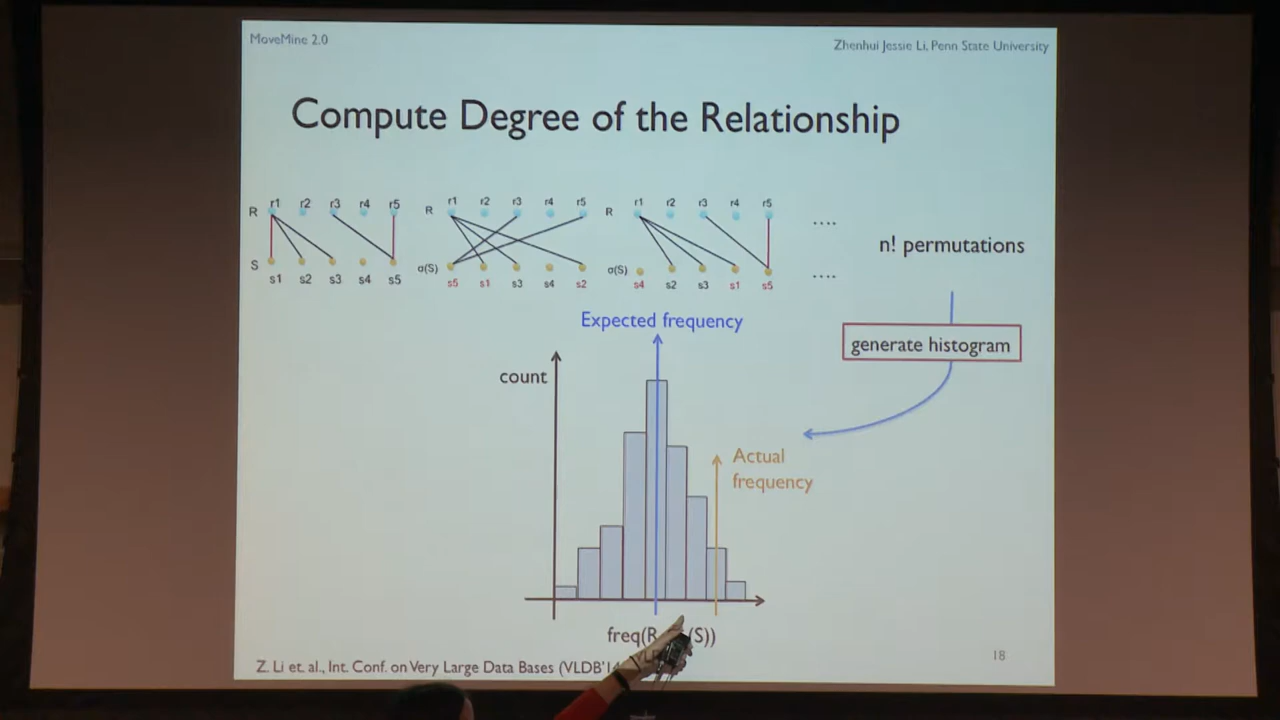 MoveMine 2.0
Zhenhui Jessie Li, Penn State University
Compute Degree of the Relationship
R r1 r2 r3 r4 r5
S s1 s2 s3 s4 s5
R r1 r2 r3 r4 r5
σ(S) s5 s1 s3 s4 s2
R r1 r2 r3 r4 r5
σ(S) s4 s2 s3 s1 s5
....
....
n! permutations
generate histogram
Expected frequency
count
Actual
frequency
freq(R (S))
Z. Li et. al., Int. Conf. on Very Large Data Bases (VLDB'14
18